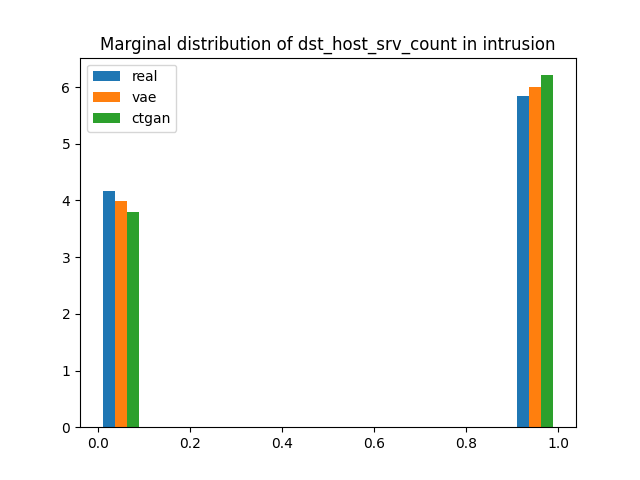 Marginal distribution of dst_host_srv_count in intrusion
real
vae
ctgan
6
5
4
3
2
1
0
0.0 0.2 0.4 0.6 0.8 1.0